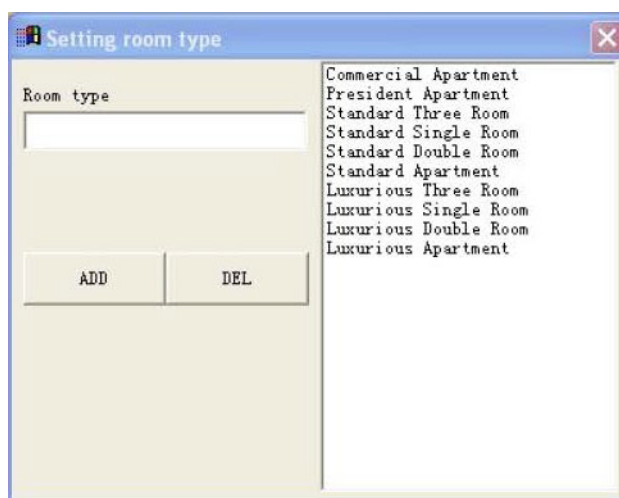 Setting room type
Room type
ADD
DEL
Commercial Apartment
President Apartment
Standard Three Room
Standard Single Room
Standard Double Room
Standard Apartment
Luxurious Three Room
Luxurious Single Room
Luxurious Double Room
Luxurious Apartment